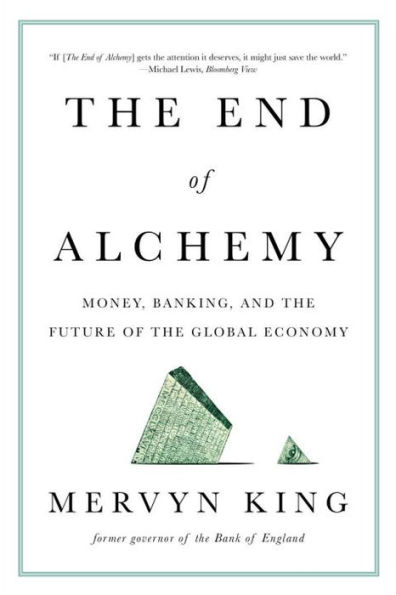 "If [The End of Alchemy] gets the attention it deserves, it might just save the world."
—Michael Lewis, Bloomberg View
THE END
of
ALCHEMY
MONEY, BANKING, AND THE
FUTURE OF THE GLOBAL ECONOMY
MERVYN KING
former governor of the Bank of England